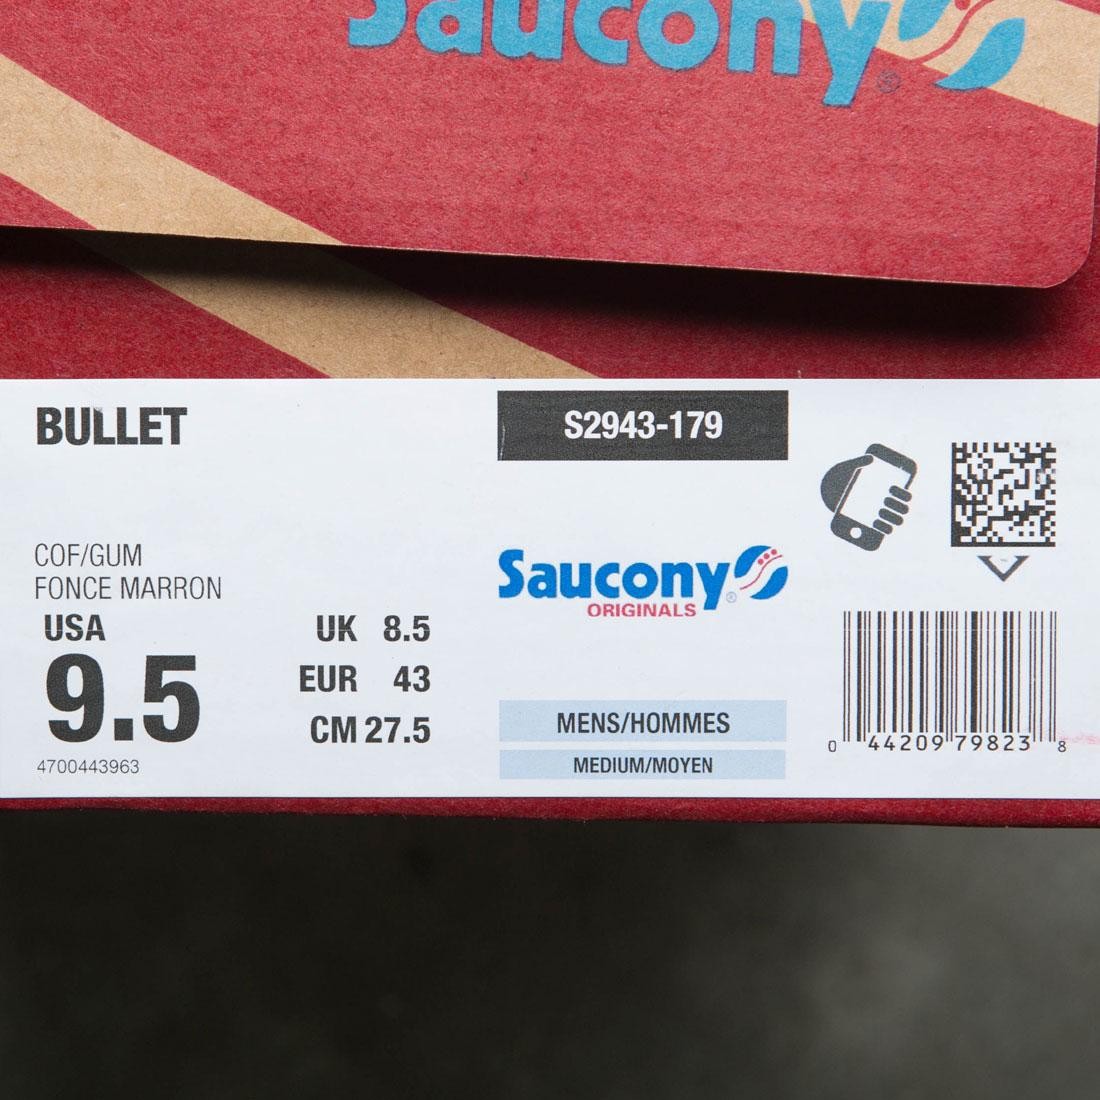 Saucony®
BULLET
S2943-179
COF/GUM
FONCE MARRON
USA
9.5
UK 8.5
EUR 43
CM 27.5
4700443963
Saucony®
ORIGINALS
MENS/HOMMES
MEDIUM/MOYEN
0 44209 79823 8